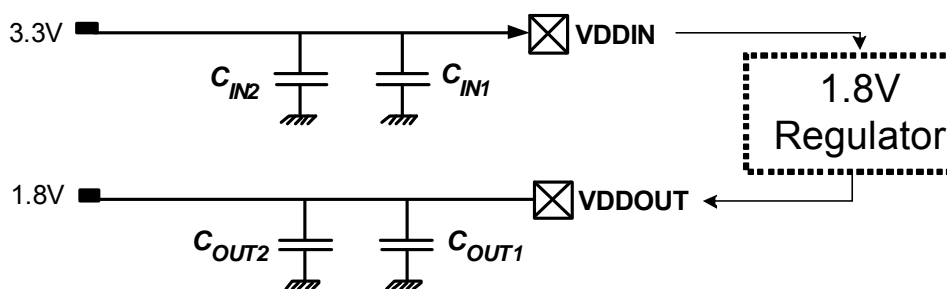 3.3V
VDDIN
C_IN2
C_IN1
1.8V
Regulator
1.8V
VDDOUT
C_OUT2
C_OUT1